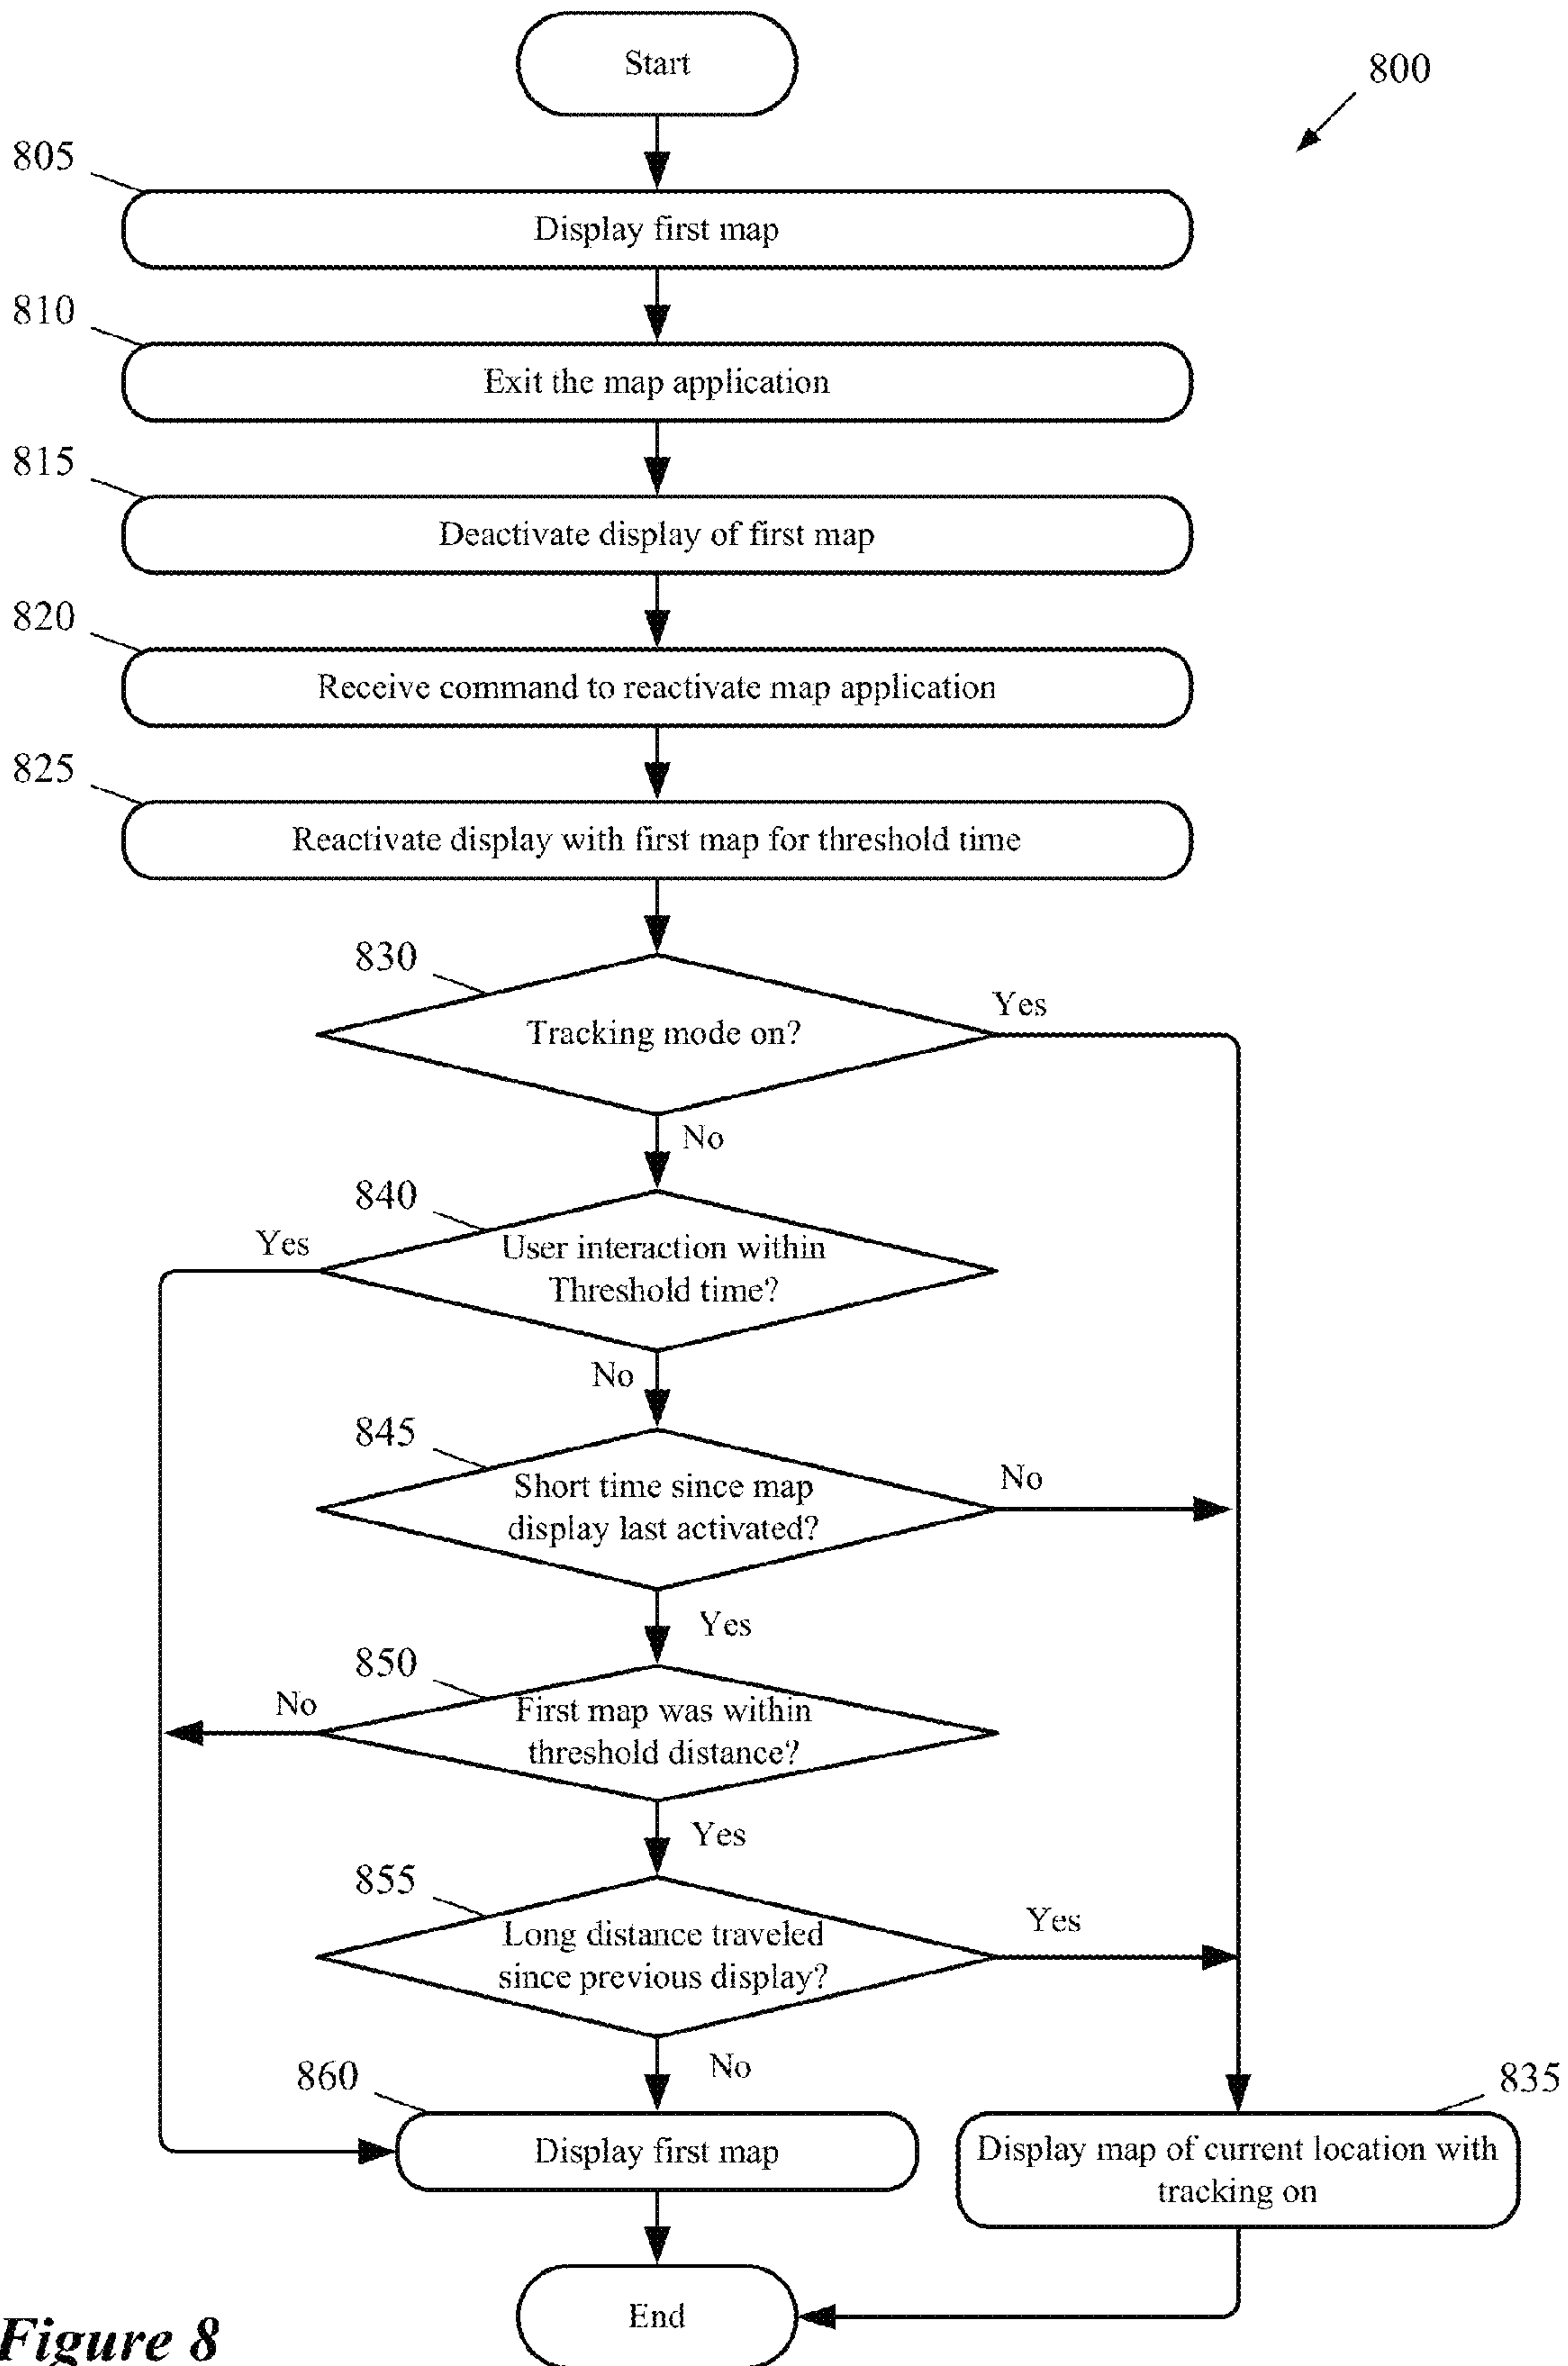 Start
800
805
Display first map
810
Exit the map application
815
Deactivate display of first map
820
Receive command to reactivate map application
825
Reactivate display with first map for threshold time
830
Tracking mode on?
Yes
No
840
User interaction within
Threshold time?
Yes
No
845
Short time since map
display last activated?
No
Yes
850
First map was within
threshold distance?
No
Yes
855
Long distance traveled
since previous display?
Yes
No
860
Display first map
835
Display map of current location with
tracking on
End
Figure 8